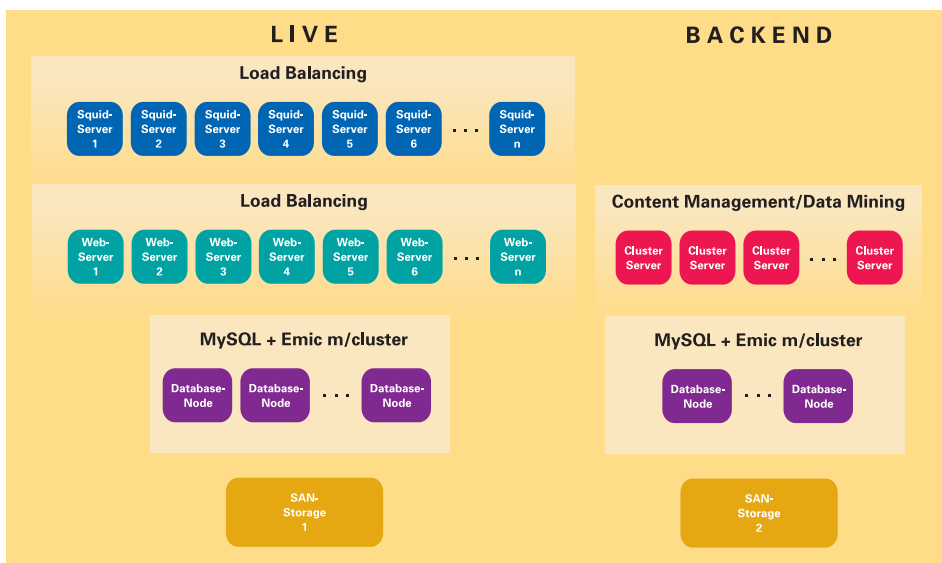 LIVE
BACKEND
Load Balancing
Squid-
Server
1
Squid-
Server
2
Squid-
Server
3
Squid-
Server
4
Squid-
Server
5
Squid-
Server
6
. . .
Squid-
Server
n
Load Balancing
Web-
Server
1
Web-
Server
2
Web-
Server
3
Web-
Server
4
Web-
Server
5
Web-
Server
6
. . .
Web-
Server
n
Content Management/Data Mining
Cluster
Server
Cluster
Server
Cluster
Server
. . .
Cluster
Server
MySQL + Emic m/cluster
Database-
Node
Database-
Node
. . .
Database-
Node
MySQL + Emic m/cluster
Database-
Node
. . .
Database-
Node
SAN-
Storage
1
SAN-
Storage
2